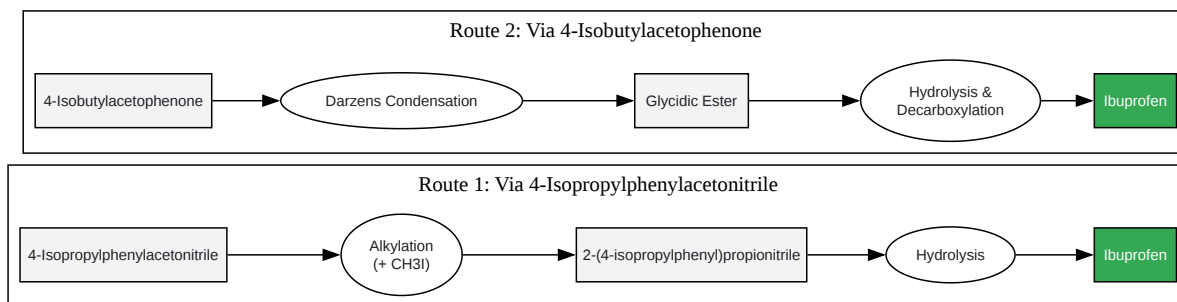 Route 2: Via 4-Isobutylacetophenone
4-Isobutylacetophenone
Darzens Condensation
Glycidic Ester
Hydrolysis &
Decarboxylation
Ibuprofen
Route 1: Via 4-Isopropylphenylacetonitrile
4-Isopropylphenylacetonitrile
Alkylation
(+ CH3I)
2-(4-isopropylphenyl)propionitrile
Hydrolysis
Ibuprofen